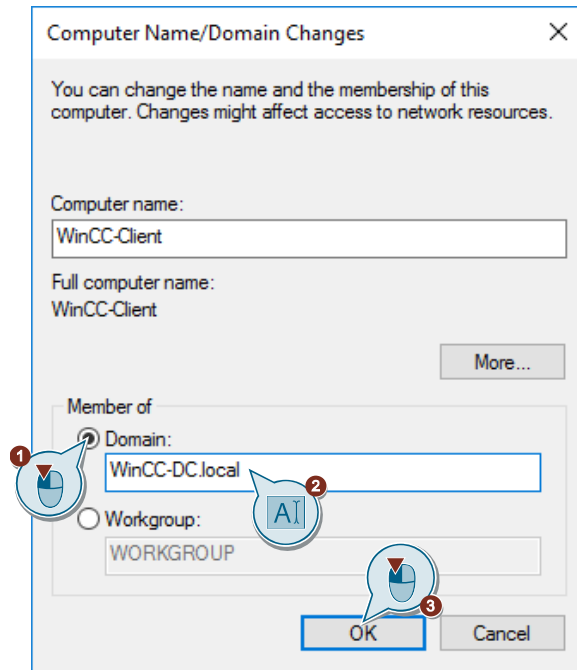 Computer Name/Domain Changes
You can change the name and the membership of this
computer. Changes might affect access to network resources.
Computer name:
WinCC-Client
Full computer name:
WinCC-Client
More...
Member of
1
Domain:
WinCC-DC.local
2
A
Workgroup:
WORKGROUP
3
OK
Cancel